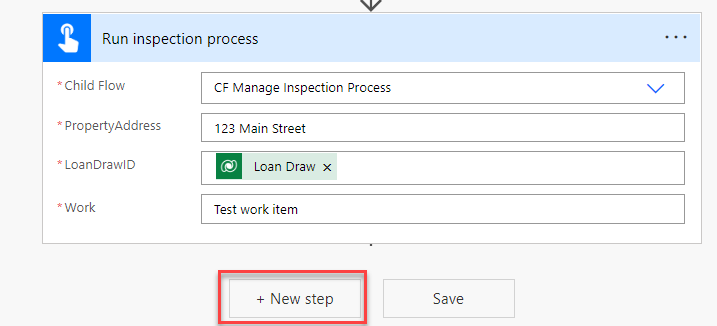 Run inspection process
* Child Flow
CF Manage Inspection Process
* PropertyAddress
123 Main Street
* LoanDrawID
Loan Draw ×
* Work
Test work item
+ New step
Save